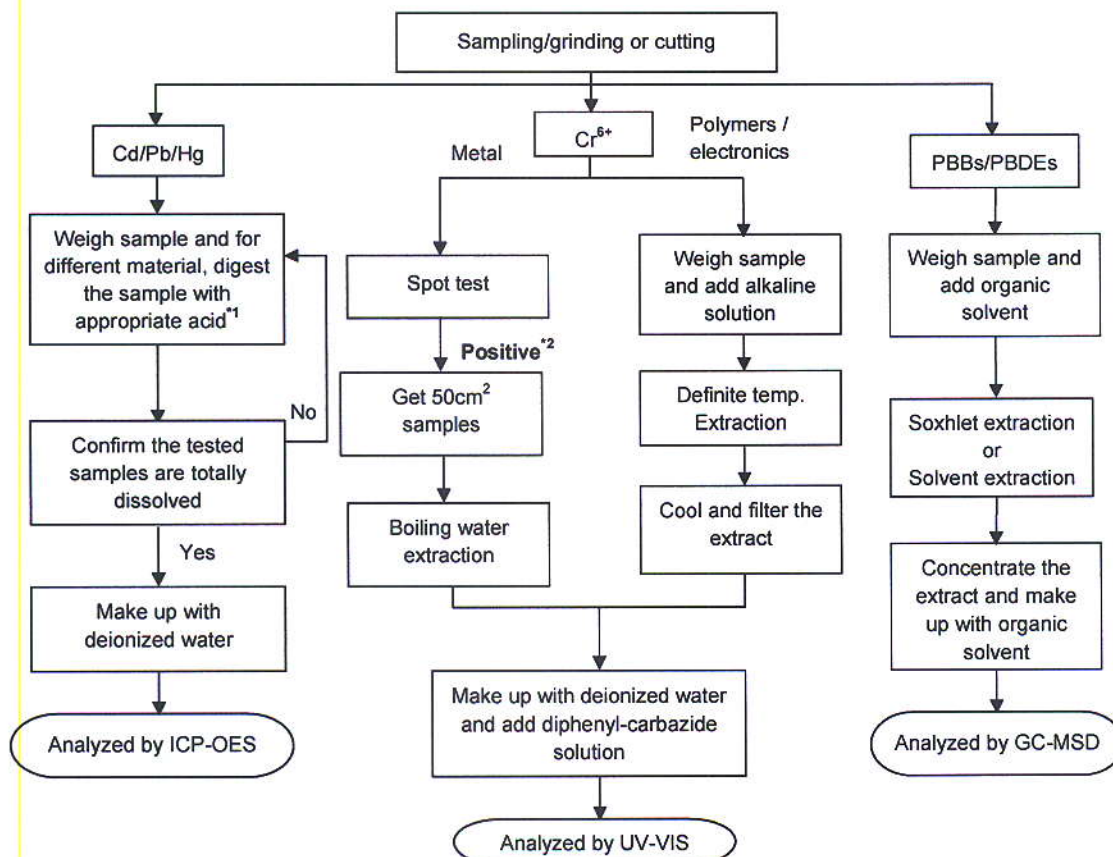 Sampling/grinding or cutting
Cd/Pb/Hg
Weigh sample and for
different material, digest
the sample with
appropriate acid*1
No
Confirm the tested
samples are totally
dissolved
Yes
Make up with
deionized water
Analyzed by ICP-OES
Cr6+
Metal
Polymers /
electronics
Spot test
Positive*2
Get 50cm2
samples
Boiling water
extraction
Weigh sample
and add alkaline
solution
Definite temp.
Extraction
Cool and filter the
extract
Make up with deionized water
and add diphenyl-carbazide
solution
Analyzed by UV-VIS
PBBs/PBDEs
Weigh sample and
add organic
solvent
Soxhlet extraction
or
Solvent extraction
Concentrate the
extract and make
up with organic
solvent
Analyzed by GC-MSD